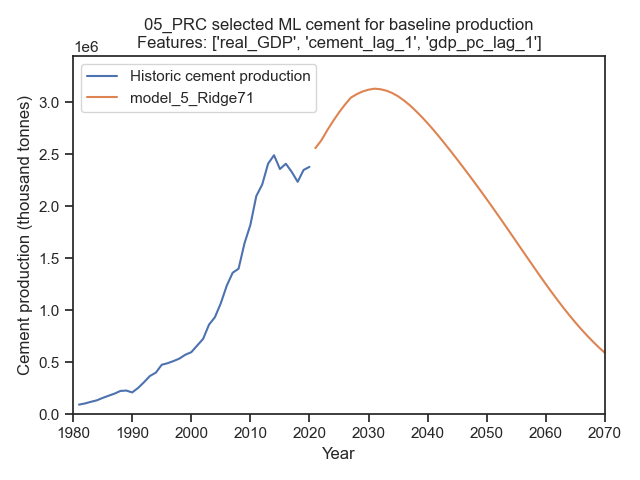 05_PRC selected ML cement for baseline production
Features: ['real_GDP', 'cement_lag_1', 'gdp_pc_lag_1']
1e6
Historic cement production
model_5_Ridge71
3.0
2.5
2.0
1.5
1.0
0.5
0.0
Cement production (thousand tonnes)
1980 1990 2000 2010 2020 2030 2040 2050 2060 2070
Year